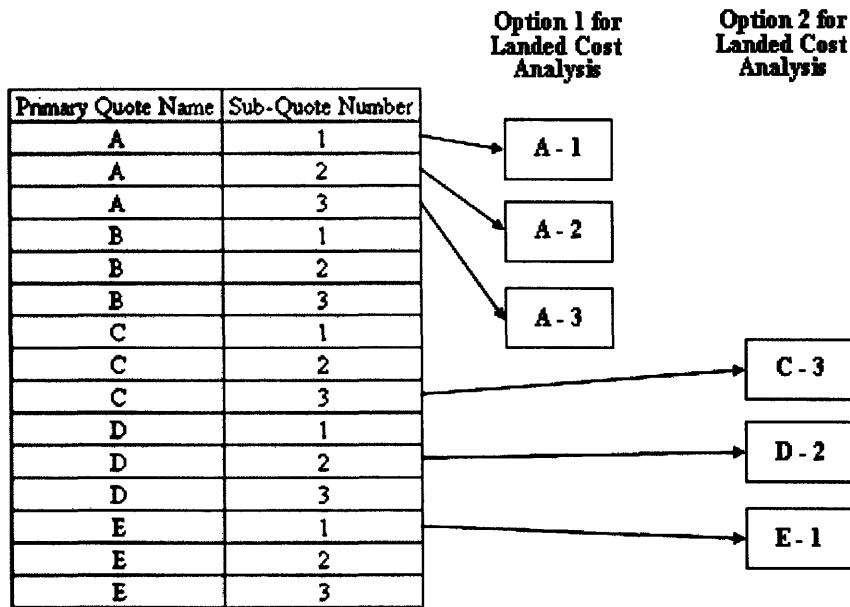 Option 1 for
Landed Cost
Analysis
Option 2 for
Landed Cost
Analysis
Primary Quote Name Sub-Quote Number
A 1
A 2
A 3
B 1
B 2
B 3
C 1
C 2
C 3
D 1
D 2
D 3
E 1
E 2
E 3
A - 1
A - 2
A - 3
C - 3
D - 2
E - 1